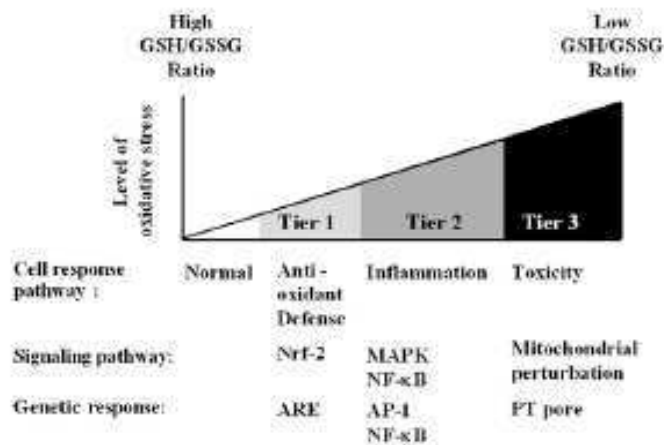 High
GSH/GSSG
Ratio
Low
GSH/GSSG
Ratio
Level of
oxidative stress
Tier 1
Tier 2
Tier 3
Cell response
pathway :
Normal
Anti -
oxidant
Defense
Inflammation
Toxicity
Signaling pathway:
Nrf-2
MAPK
NF-κB
Mitochondrial
perturbation
Genetic response:
ARE
AP-1
NF-κB
PT pore